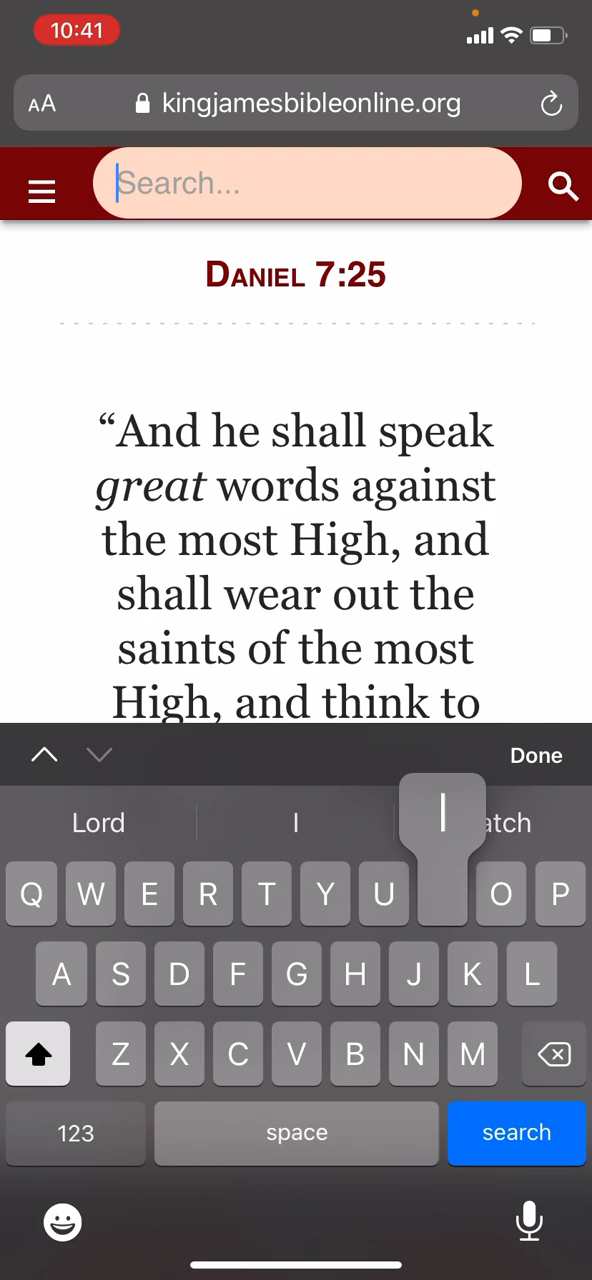 10:41
AA kingjamesbibleonline.org
Search...
Daniel 7:25
“And he shall speak
great words against
the most High, and
shall wear out the
saints of the most
High, and think to
Done
Lord I atch
I
Q W E R T Y U O P
A S D F G H J K L
Z X C V B N M
123 space search